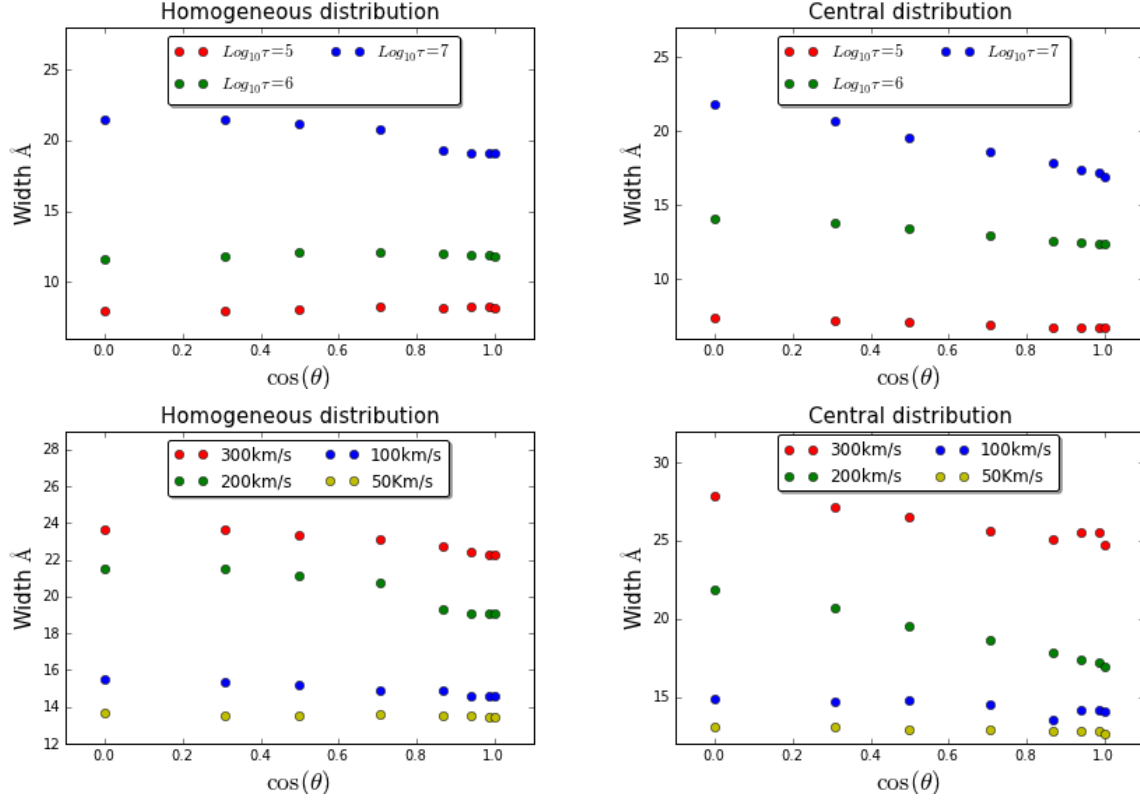 Homogeneous distribution
Log₁₀τ=5 Log₁₀τ=7
Log₁₀τ=6
Width Å
25
20
15
10
0.0 0.2 0.4 0.6 0.8 1.0
cos(θ)
Central distribution
Log₁₀τ=5 Log₁₀τ=7
Log₁₀τ=6
Width Å
25
20
15
10
0.0 0.2 0.4 0.6 0.8 1.0
cos(θ)
Homogeneous distribution
300km/s 100km/s
200km/s 50Km/s
Width Å
28
26
24
22
20
18
16
14
12
0.0 0.2 0.4 0.6 0.8 1.0
cos(θ)
Central distribution
300km/s 100km/s
200km/s 50Km/s
Width Å
30
25
20
15
0.0 0.2 0.4 0.6 0.8 1.0
cos(θ)